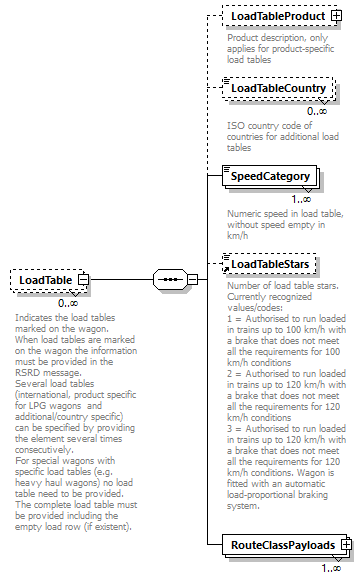 LoadTableProduct
Product description, only
applies for product-specific
load tables
LoadTableCountry
0..∞
ISO country code of
countries for additional load
tables
SpeedCategory
1..∞
Numeric speed in load table,
without speed empty in
km/h
LoadTableStars
Number of load table stars.
Currently recognized
values/codes:
1 = Authorised to run loaded
in trains up to 100 km/h with
a brake that does not meet
all the requirements for 100
km/h conditions
2 = Authorised to run loaded
in trains up to 120 km/h with
a brake that does not meet
all the requirements for 120
km/h conditions
3 = Authorised to run loaded
in trains up to 120 km/h with
a brake that does not meet
all the requirements for
120 km/h conditions. Wagon is
fitted with an automatic
load-proportional braking
system.
LoadTable
0..∞
Indicates the load tables
marked on the wagon.
When load tables are marked
on the wagon the information
must be provided in the
RSRD message.
Several load tables
(international, product specific
for LPG wagons and
additional/country specific)
can be specified by providing
the element several times
consecutively.
For special wagons with
specific load tables (e.g.
heavy haul wagons) no load
table need to be provided.
The complete load table must
be provided including the
empty load row (if existent).
RouteClassPayloads
1..∞